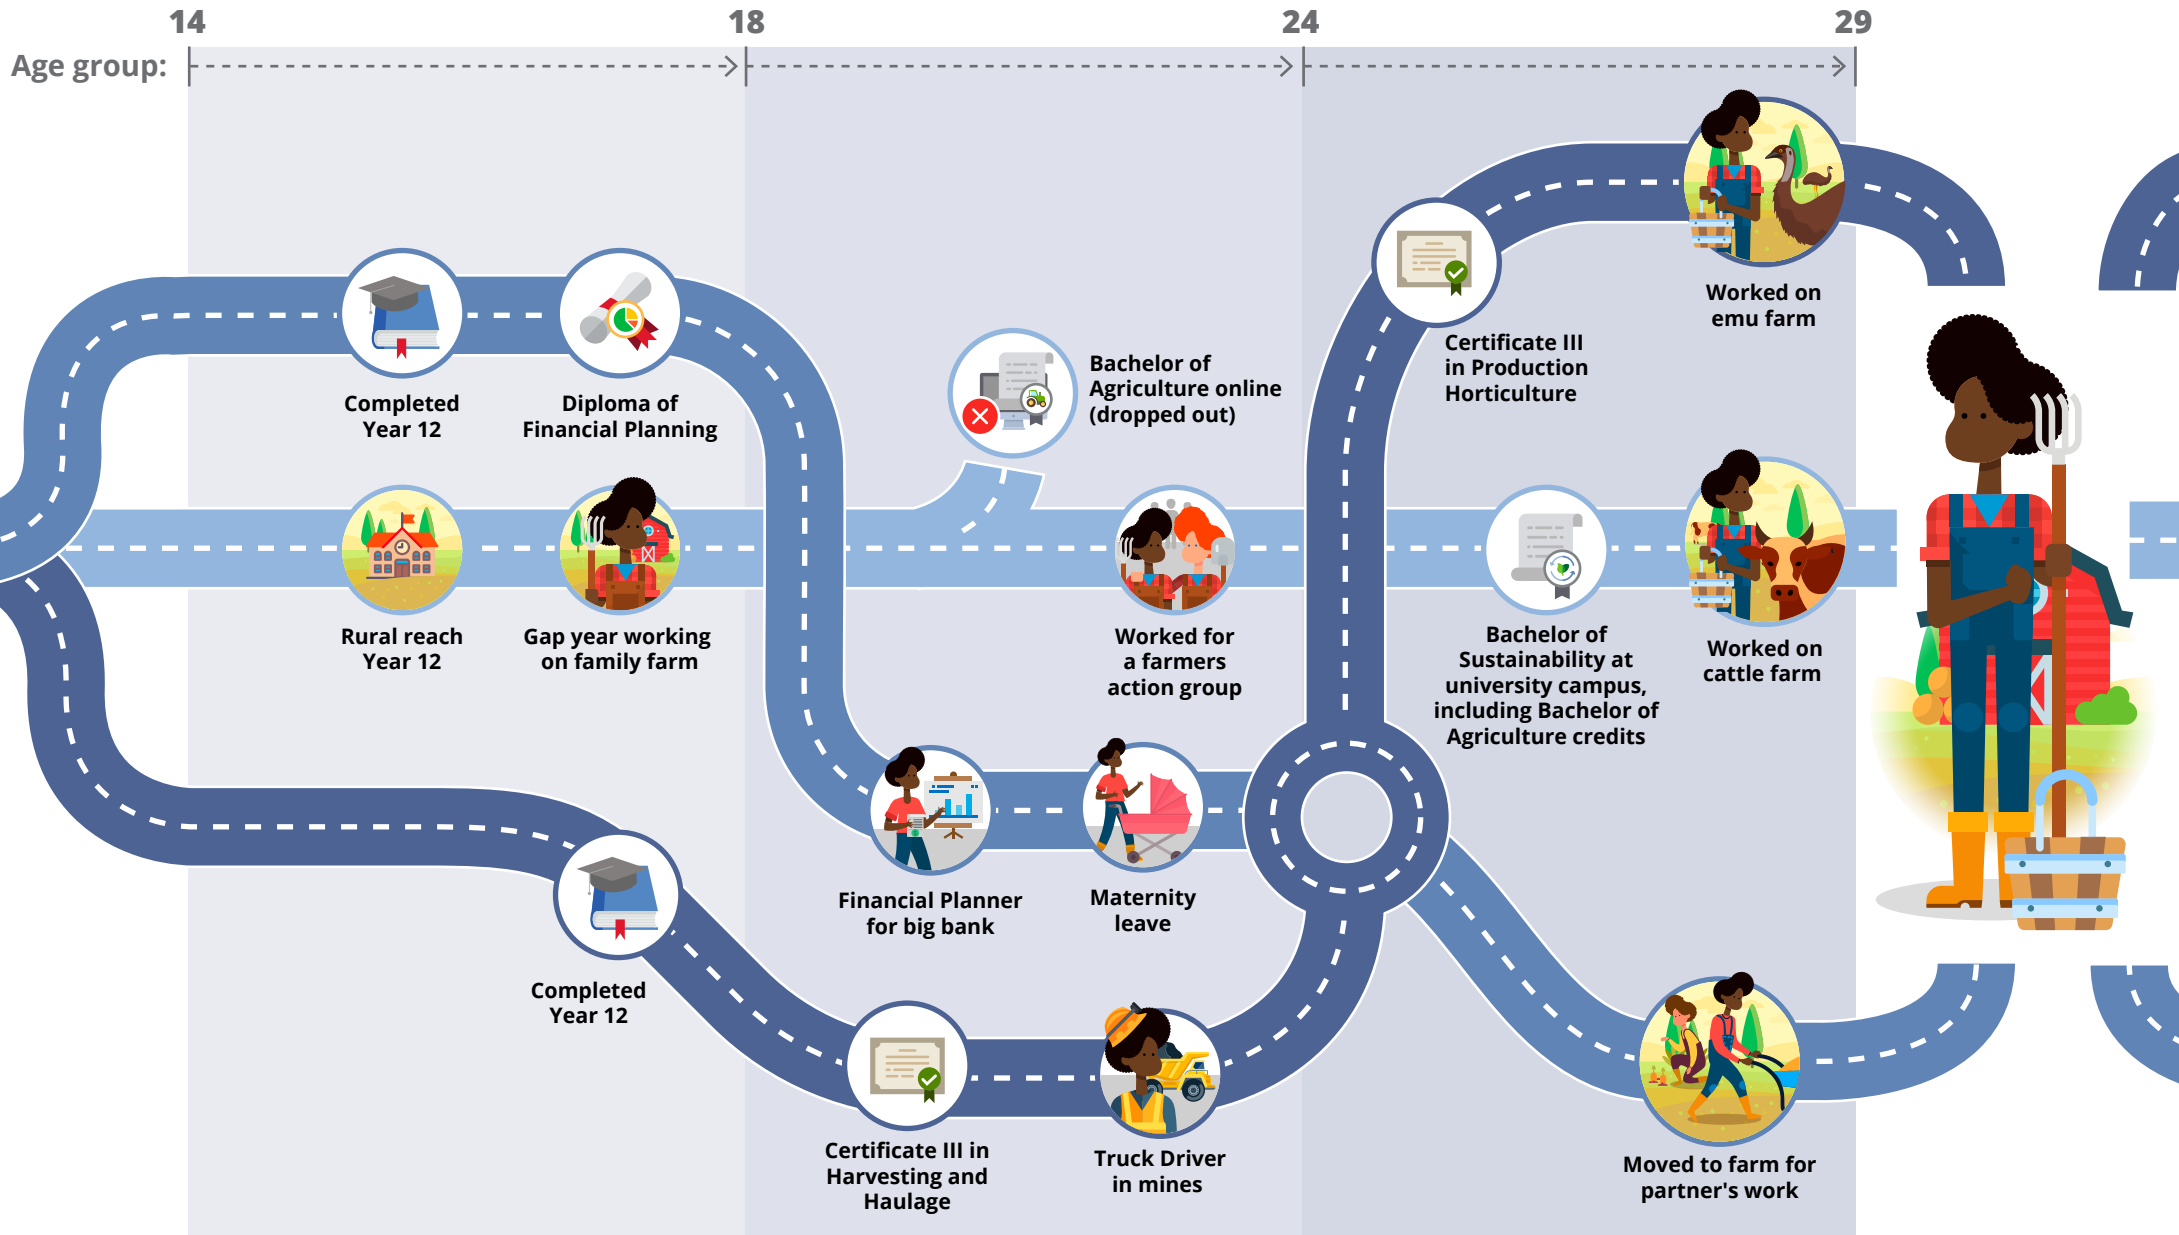 14
18
24
29
Age group:
Completed
Year 12
Diploma of
Financial Planning
Bachelor of
Agriculture online
(dropped out)
Certificate III
in Production
Horticulture
Worked on
emu farm
Rural reach
Year 12
Gap year working
on family farm
Worked for
a farmers
action group
Bachelor of
Sustainability at
university campus,
including Bachelor of
Agriculture credits
Worked on
cattle farm
Financial Planner
for big bank
Maternity
leave
Completed
Year 12
Certificate III in
Harvesting and
Haulage
Truck Driver
in mines
Moved to farm for
partner's work